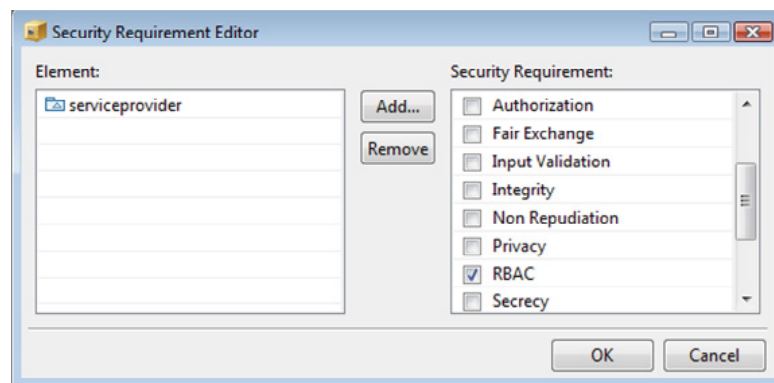 Security Requirement Editor
Element:
serviceprovider
Add...
Remove
Security Requirement:
Authorization
Fair Exchange
Input Validation
Integrity
Non Repudiation
Privacy
RBAC
Secrecy
OK
Cancel